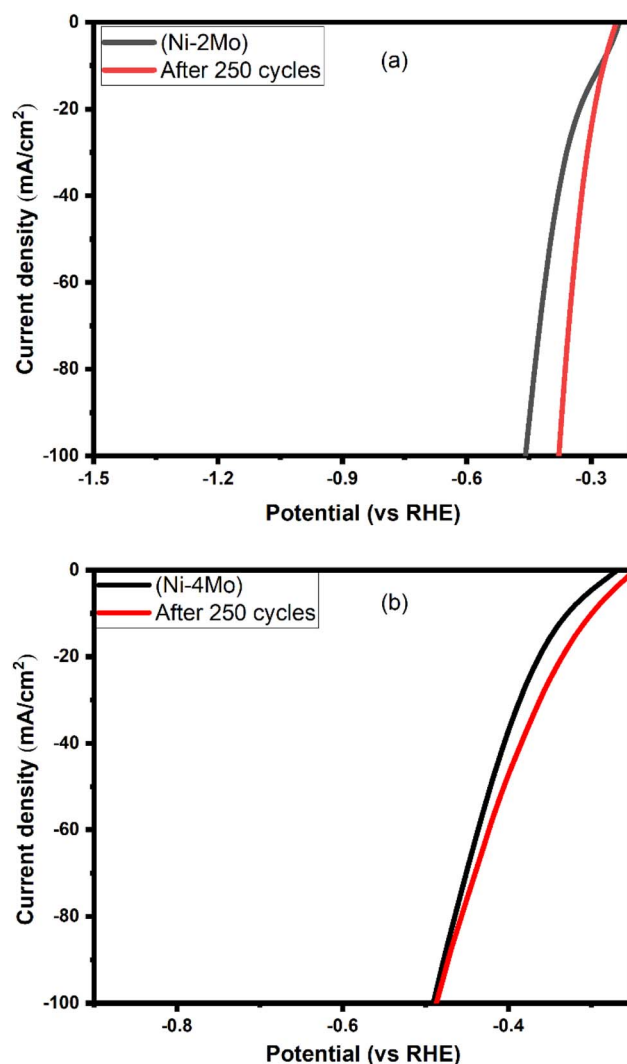 (Ni-2Mo)
After 250 cycles
(a)
Current density (mA/cm²)
0
-20
-40
-60
-80
-100
-1.5
-1.2
-0.9
-0.6
-0.3
Potential (vs RHE)
(Ni-4Mo)
After 250 cycles
(b)
Current density (mA/cm²)
0
-20
-40
-60
-80
-100
-0.8
-0.6
-0.4
Potential (vs RHE)